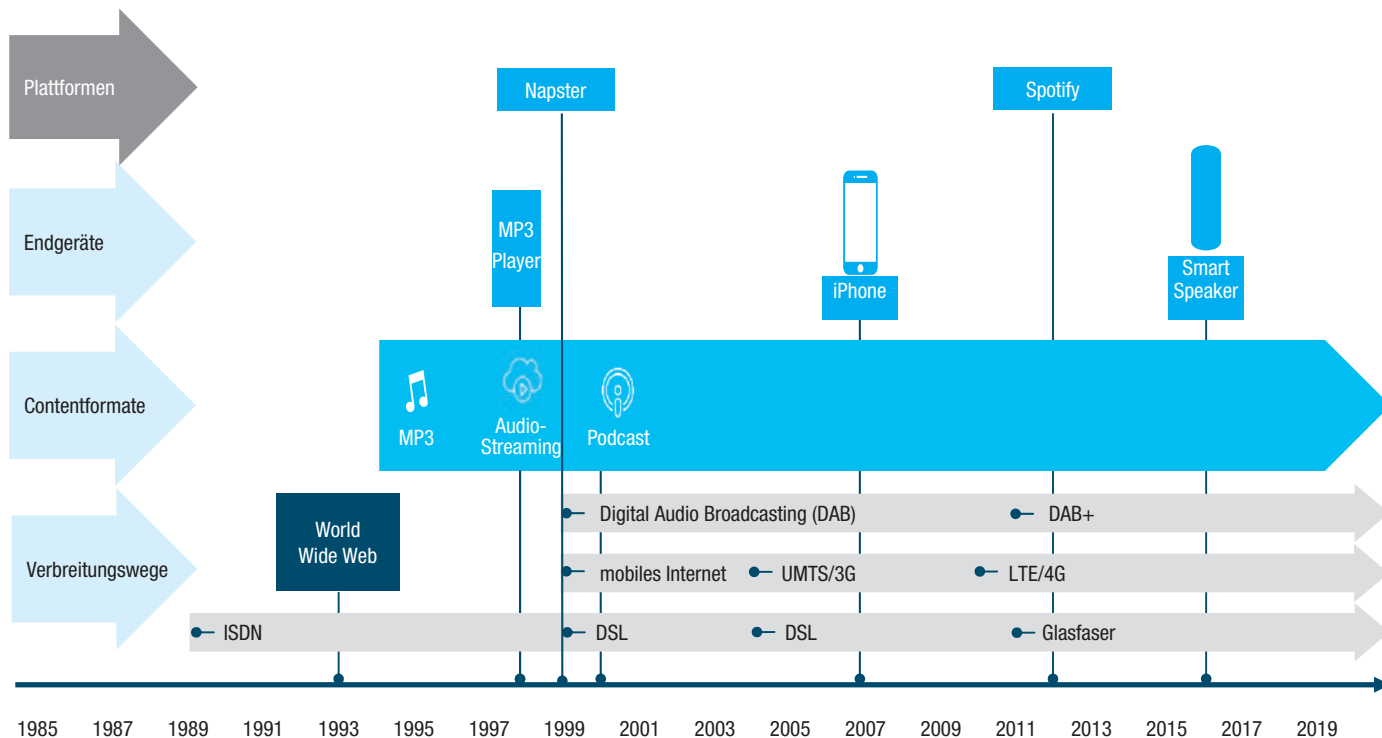 Plattformen
Napster
Spotify
Endgeräte
MP3
Player
iPhone
Smart
Speaker
Contentformate
MP3
Audio-
Streaming
Podcast
Verbreitungswege
World
Wide Web
Digital Audio Broadcasting (DAB)
DAB+
mobiles Internet
UMTS/3G
LTE/4G
ISDN
DSL
DSL
Glasfaser
1985 1987 1989 1991 1993 1995 1997 1999 2001 2003 2005 2007 2009 2011 2013 2015 2017 2019